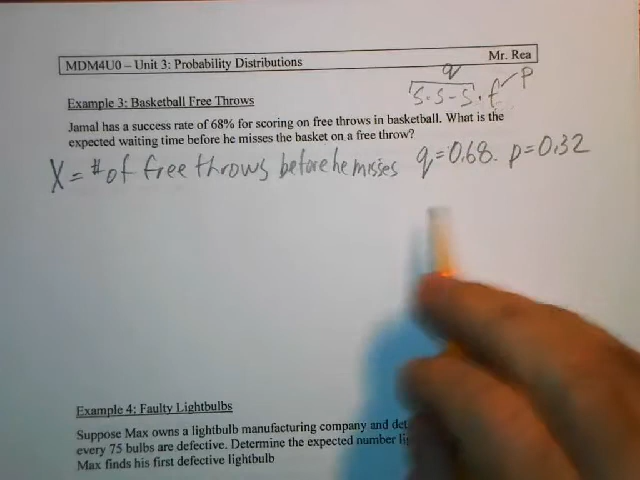 MDM4U0 – Unit 3: Probability Distributions Mr. Rea
q
s.s-s.f p
Example 3: Basketball Free Throws
Jamal has a success rate of 68% for scoring on free throws in basketball. What is the
expected waiting time before he misses the basket on a free throw?
X = # of free throws before he misses q=0.68. p=0.32
Example 4: Faulty Lightbulbs
Suppose Max owns a lightbulb manufacturing company and
every 75 bulbs are defective. Determine the expected number
Max finds his first defective lightbulb